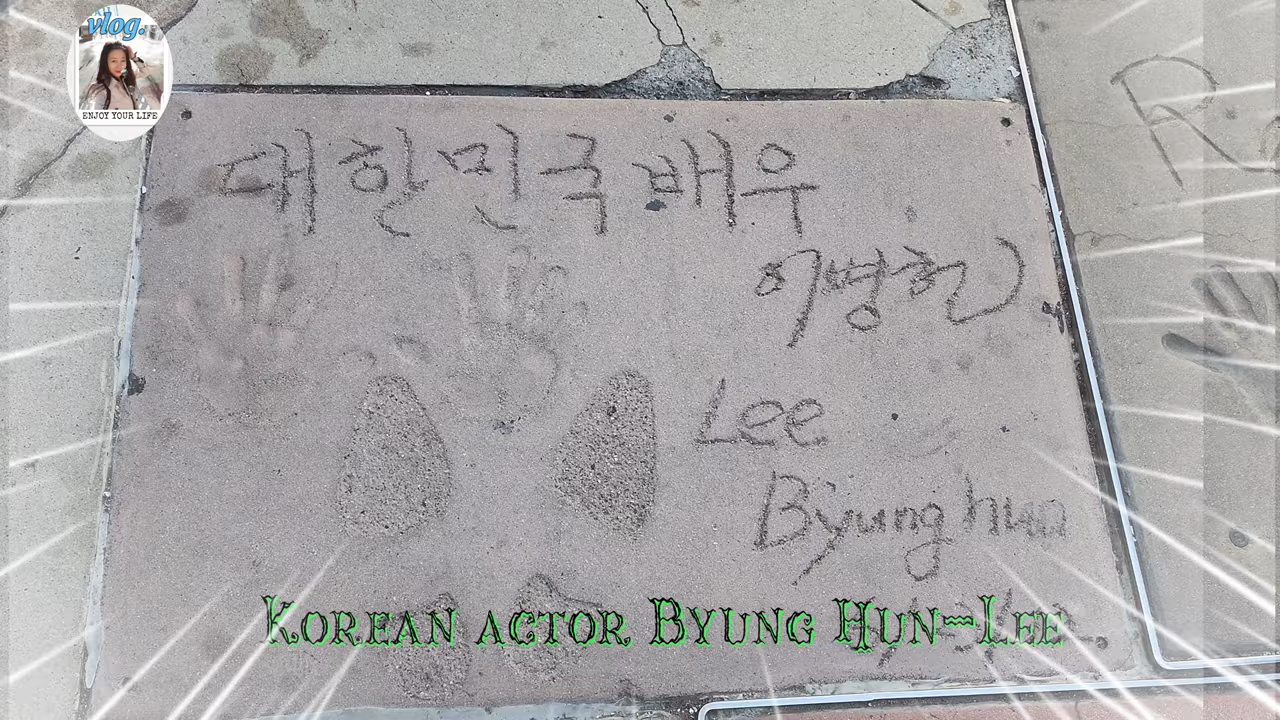 vlog.
ENJOY YOUR LIFE
대한민국 배우
이병헌
Lee
Byung hun
KOREAN ACTOR BYUNG HUN-LEE